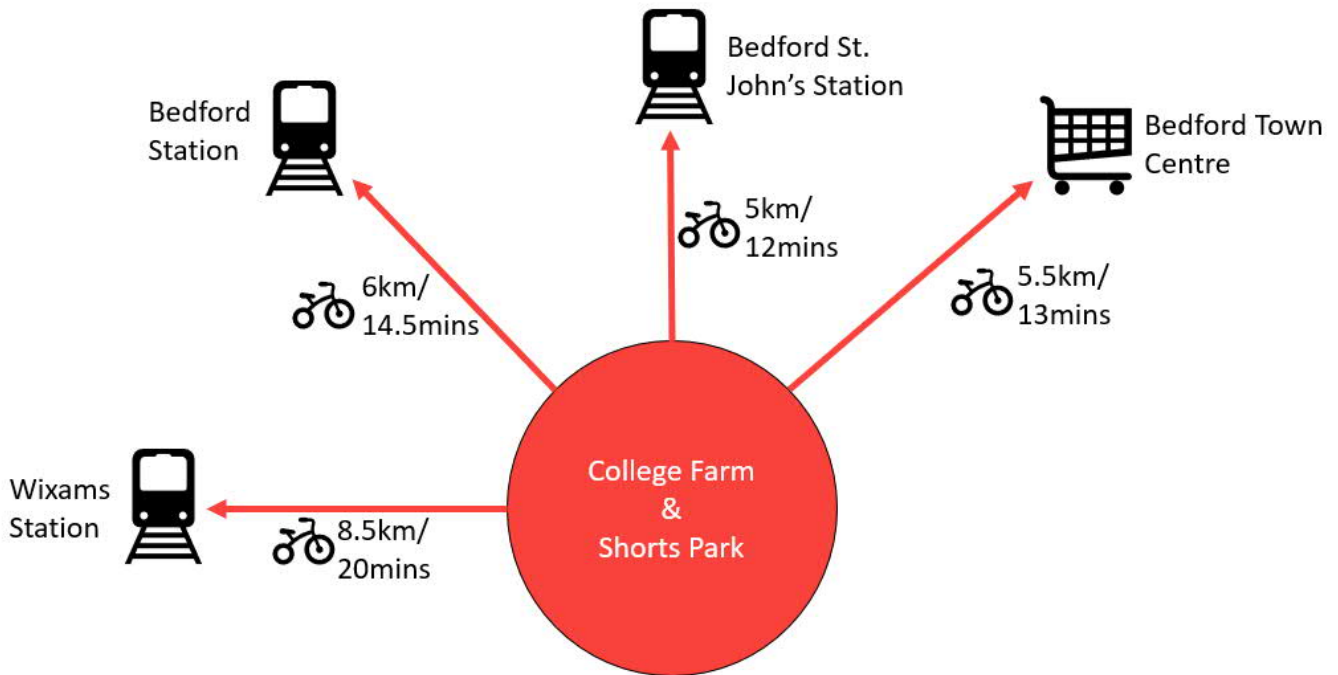 Bedford St.
John's Station
Bedford
Station
Bedford Town
Centre
5km/
12mins
6km/
14.5mins
5.5km/
13mins
College Farm
&
Shorts Park
Wixams
Station
8.5km/
20mins